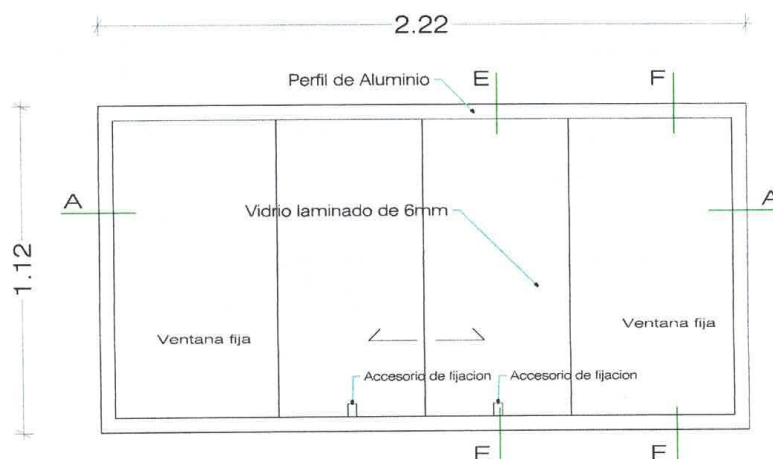 2.22
Perfil de Aluminio
E
F
A
A
Vidrio laminado de 6mm
1.12
Ventana fija
Ventana fija
Accesorio de fijacion
Accesorio de fijacion
E
F